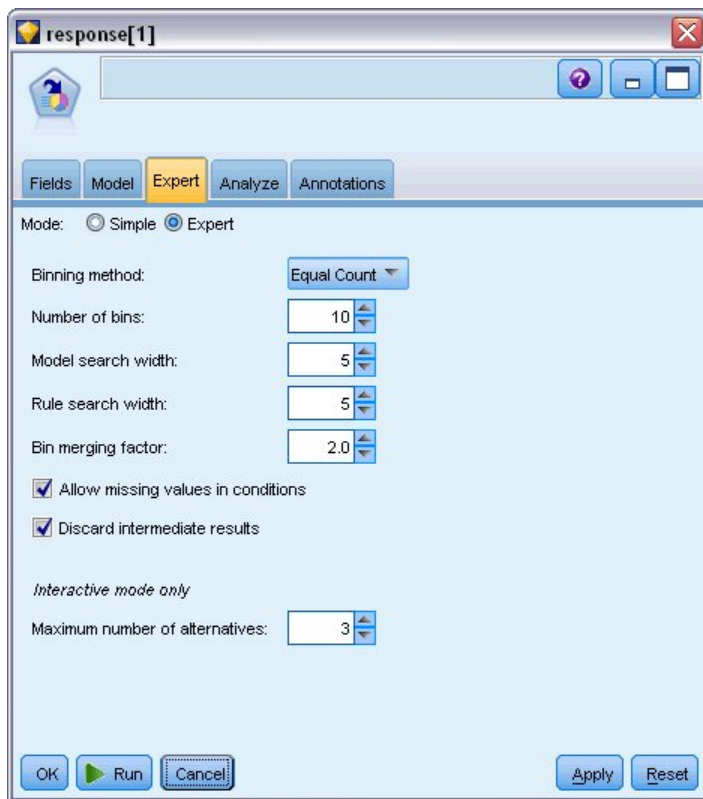 response[1]
Fields Model Expert Analyze Annotations
Mode: Simple Expert
Binning method: Equal Count
Number of bins: 10
Model search width: 5
Rule search width: 5
Bin merging factor: 2.0
Allow missing values in conditions
Discard intermediate results
Interactive mode only
Maximum number of alternatives: 3
OK Run Cancel Apply Reset